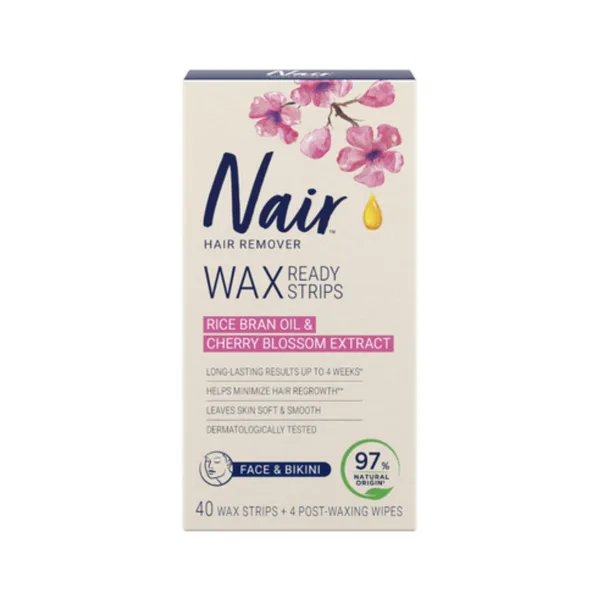 Nair
Nair™
HAIR REMOVER
WAX READY STRIPS
RICE BRAN OIL &
CHERRY BLOSSOM EXTRACT
LONG-LASTING RESULTS UP TO 4 WEEKS*
HELPS MINIMIZE HAIR REGROWTH**
LEAVES SKIN SOFT & SMOOTH
DERMATOLOGICALLY TESTED
FACE & BIKINI
97%
NATURAL
ORIGIN^
40 WAX STRIPS + 4 POST-WAXING WIPES